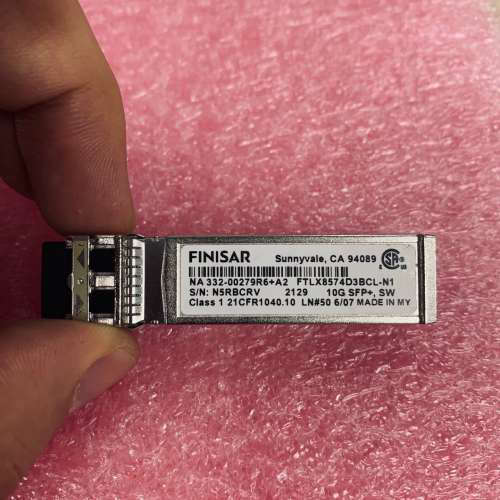 FINISAR
Sunnyvale, CA 94089
NA 332-00279R6+A2 FTLX8574D3BCL-N1
S/N: N5RBCRV 2129 10G SFP+, SW
Class 1 21CFR1040.10 LN#50 6/07 MADE IN MY